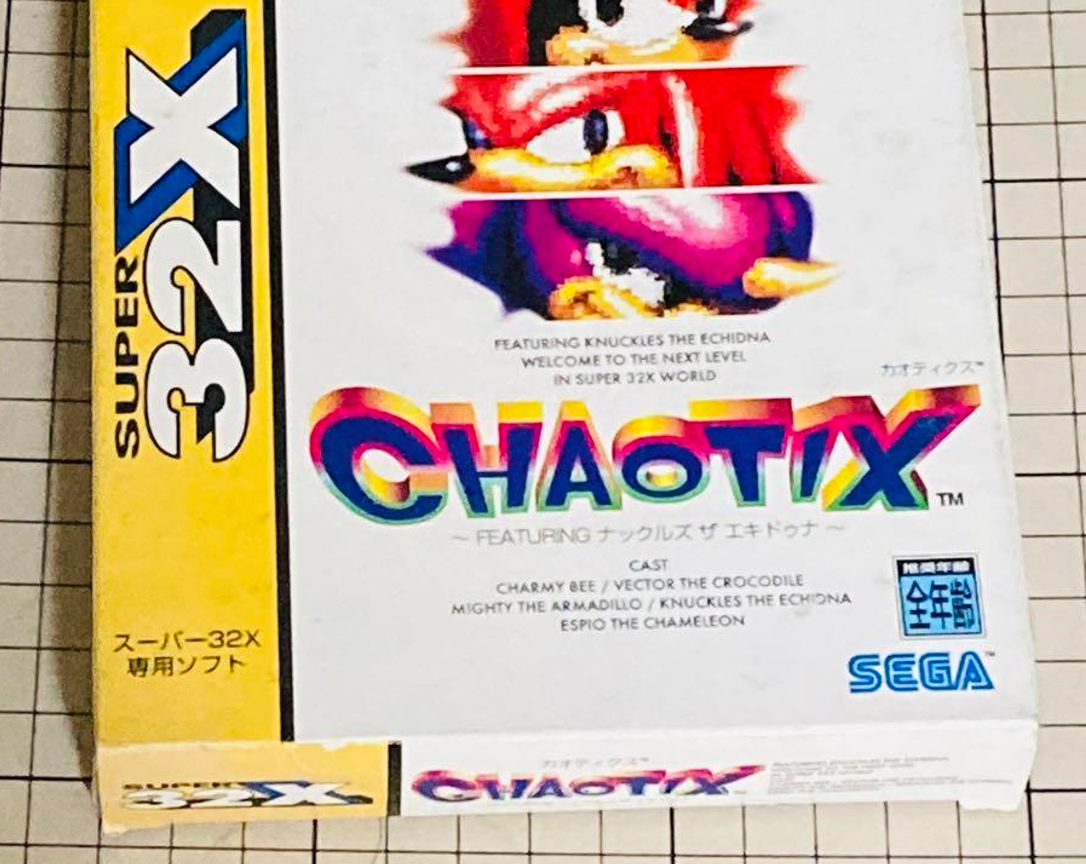 SUPER
32X
FEATURING KNUCKLES THE ECHIDNA
WELCOME TO THE NEXT LEVEL
IN SUPER 32X WORLD
カオティクス™
CHAOTIX™
～ FEATURING ナックルズ ザ エキドゥナ ～
CAST
CHARMY BEE / VECTOR THE CROCODILE
MIGHTY THE ARMADILLO / KNUCKLES THE ECHIDNA
ESPIO THE CHAMELEON
推奨年齢
全年齢
SEGA™
スーパー32X
専用ソフト
SUPER
32X
カオティクス™
CHAOTIX